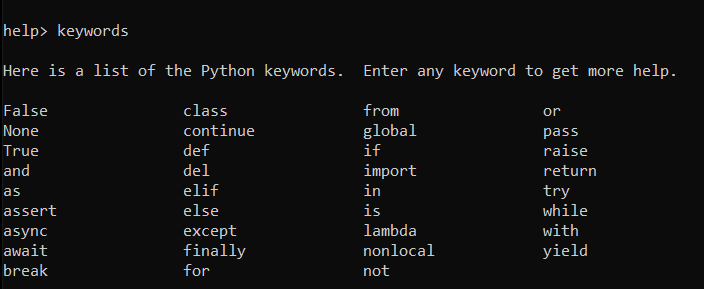 help> keywords
Here is a list of the Python keywords.  Enter any keyword to get more help.
False               class               from                or
None                continue            global              pass
True                def                 if                  raise
and                 del                 import              return
as                  elif                in                  try
assert              else                is                  while
async               except              lambda              with
await               finally             nonlocal            yield
break               for                 not